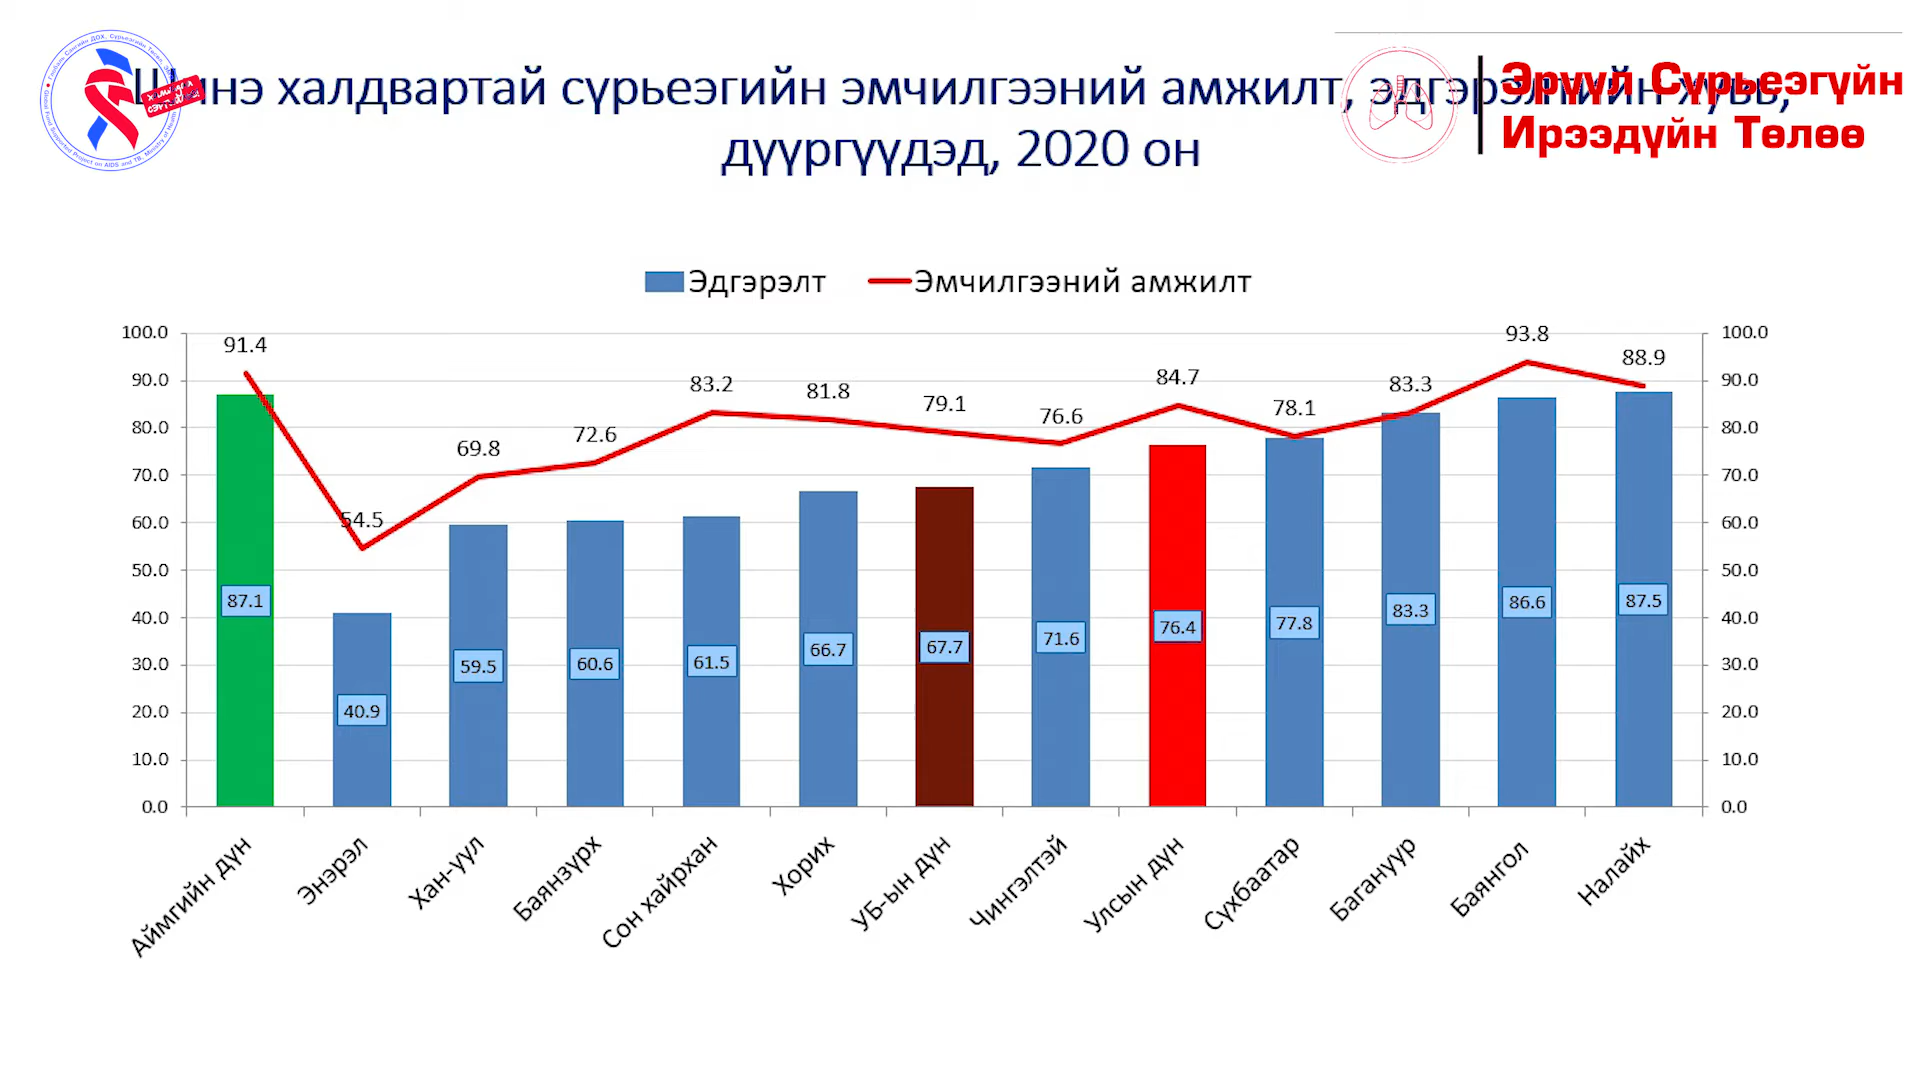 Шинэ халдвартай сүрьеэгийн эмчилгээний амжилт, эдгэрэлтийн хувь,
дүүргүүдэд, 2020 он
Эрүүл Сүрьеэгүйн
Ирээдүйн Төлөө
Эдгэрэлт Эмчилгээний амжилт
100.0 100.0
90.0 90.0
80.0 80.0
70.0 70.0
60.0 60.0
50.0 50.0
40.0 40.0
30.0 30.0
20.0 20.0
10.0 10.0
0.0 0.0
91.4 54.5 69.8 72.6 83.2 81.8 79.1 76.6 84.7 78.1 83.3 93.8 88.9
87.1 40.9 59.5 60.6 61.5 66.7 67.7 71.6 76.4 77.8 83.3 86.6 87.5
Аймгийн дүн
Энэрэл
Хан-уул
Баянзүрх
Сон хайрхан
Хорих
УБ-ын дүн
Чингэлтэй
Улсын дүн
Сүхбаатар
Багануур
Баянгол
Налайх